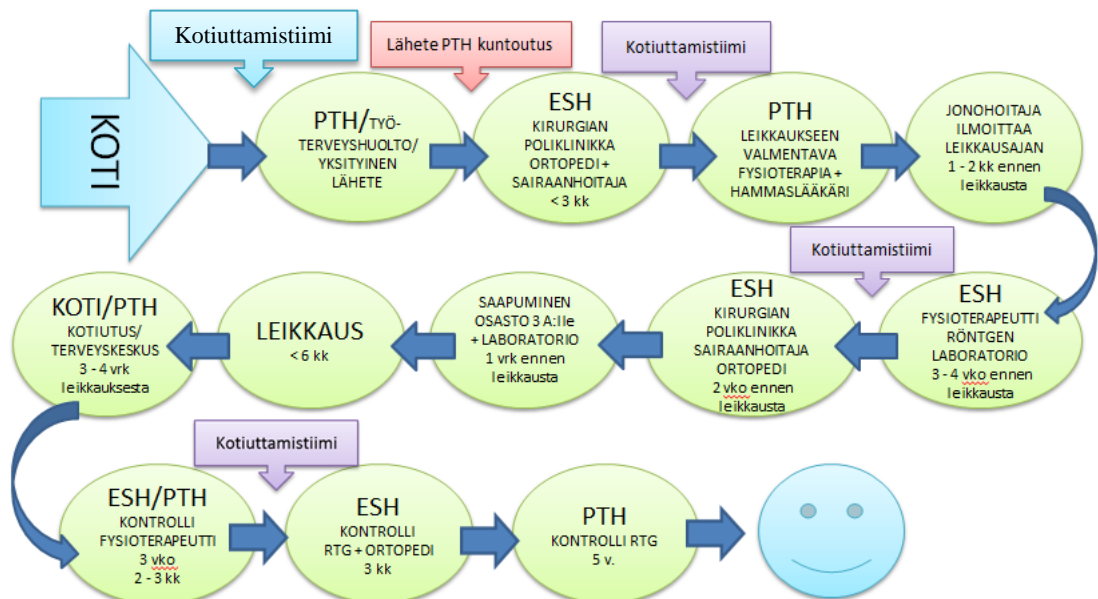 Kotiuttamistiimi
Lähete PTH kuntoutus
Kotiuttamistiimi
KOTI
PTH/TYÖ-
TERVEYSHUOLTO/
YKSITYINEN
LÄHETE
ESH
KIRURGIAN
POLIKLINIKKA
ORTOPEDI +
SAIRAANHOITAJA
< 3 kk
PTH
LEIKKAUKSEEN
VALMENTAVA
FYSIOTERAPIA +
HAMMASLÄÄKÄRI
JONOHOITAJA
ILMOITTAA
LEIKKAUSAJAN
1 - 2 kk ennen
leikkausta
Kotiuttamistiimi
ESH
FYSIOTERAPEUTTI
RÖNTGEN
LABORATORIO
3 - 4 vko ennen
leikkausta
ESH
KIRURGIAN
POLIKLINIKKA
SAIRAANHOITAJA
ORTOPEDI
2 vko ennen
leikkausta
SAAPUMINEN
OSASTO 3 A:lle
+ LABORATORIO
1 vrk ennen
leikkausta
LEIKKAUS
< 6 kk
KOTI/PTH
KOTIUTUS/
TERVEYSKESKUS
3 - 4 vrk
leikkauksesta
Kotiuttamistiimi
ESH/PTH
KONTROLLI
FYSIOTERAPEUTTI
3 vko
2 - 3 kk
ESH
KONTROLLI
RTG + ORTOPEDI
3 kk
PTH
KONTROLLI RTG
5 v.